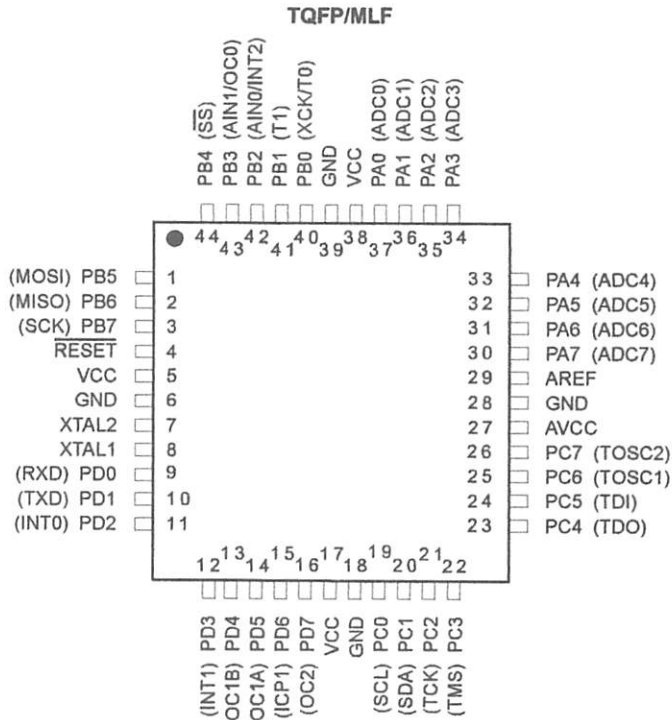 TQFP/MLF
PB4 (SS)
PB3 (AIN1/OC0)
PB2 (AIN0/INT2)
PB1 (T1)
PB0 (XCK/T0)
GND
VCC
PA0 (ADC0)
PA1 (ADC1)
PA2 (ADC2)
PA3 (ADC3)
44 43 42 41 40 39 38 37 36 35 34
(MOSI) PB5 1
(MISO) PB6 2
(SCK) PB7 3
RESET 4
VCC 5
GND 6
XTAL2 7
XTAL1 8
(RXD) PD0 9
(TXD) PD1 10
(INT0) PD2 11
33 PA4 (ADC4)
32 PA5 (ADC5)
31 PA6 (ADC6)
30 PA7 (ADC7)
29 AREF
28 GND
27 AVCC
26 PC7 (TOSC2)
25 PC6 (TOSC1)
24 PC5 (TDI)
23 PC4 (TDO)
12 13 14 15 16 17 18 19 20 21 22
(INT1) PD3
OC1B) PD4
OC1A) PD5
(ICP1) PD6
(OC2) PD7
VCC
GND
(SCL) PC0
(SDA) PC1
(TCK) PC2
(TMS) PC3